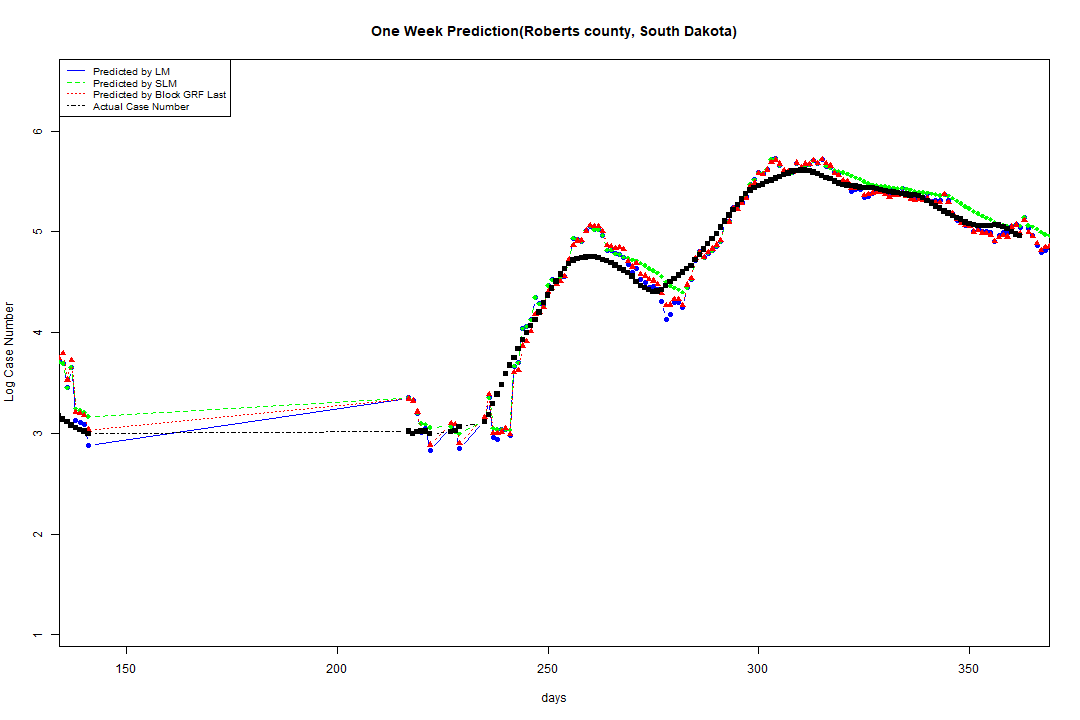 One Week Prediction(Roberts county, South Dakota)
Predicted by LM
Predicted by SLM
Predicted by Block GRF Last
Actual Case Number
6
5
4
3
2
1
Log Case Number
150 200 250 300 350
days